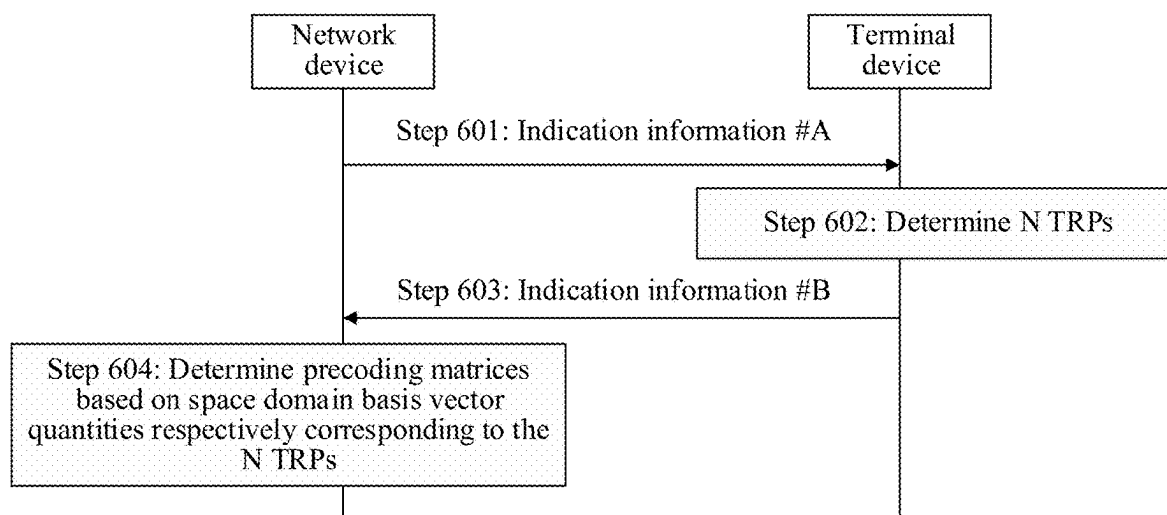 Network
device
Terminal
device
Step 601: Indication information #A
Step 602: Determine N TRPs
Step 603: Indication information #B
Step 604: Determine precoding matrices
based on space domain basis vector
quantities respectively corresponding to the
N TRPs